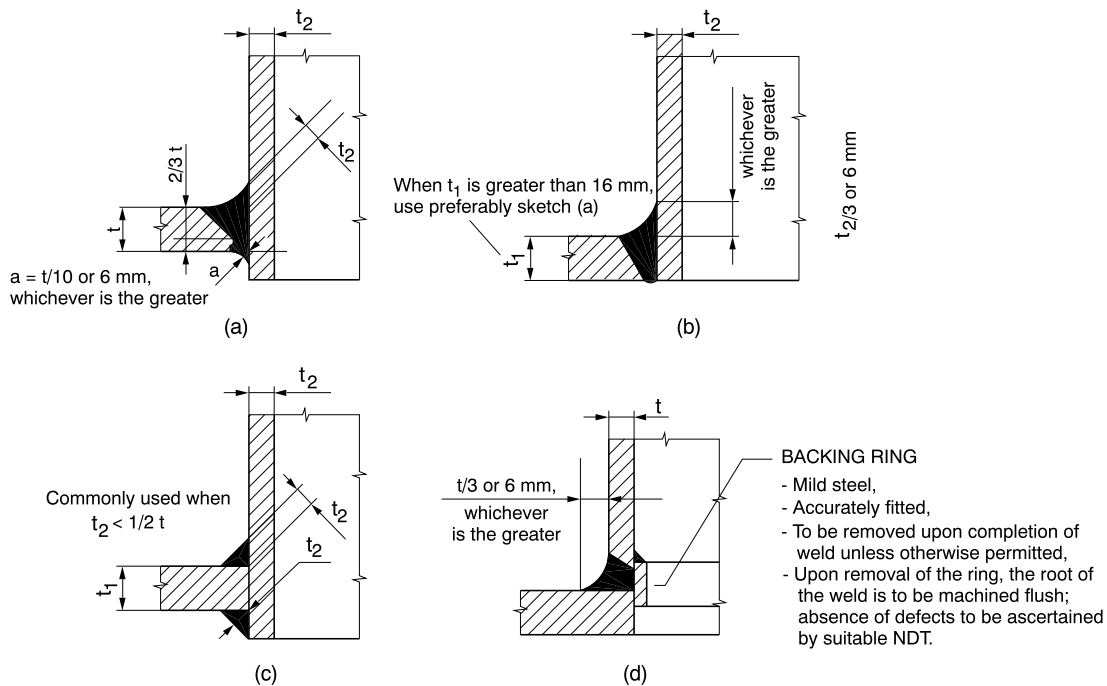 t2
2/3 t
t2
t
a
a = t/10 or 6 mm,
whichever is the greater
(a)
t2
whichever
is the greater
t2/3 or 6 mm
When t1 is greater than 16 mm,
use preferably sketch (a)
t1
(b)
t2
Commonly used when
t2 < 1/2 t
t2
t2
t1
(c)
t
t/3 or 6 mm,
whichever
is the greater
(d)
BACKING RING
- Mild steel,
- Accurately fitted,
- To be removed upon completion of
weld unless otherwise permitted,
- Upon removal of the ring, the root of
the weld is to be machined flush;
absence of defects to be ascertained
by suitable NDT.